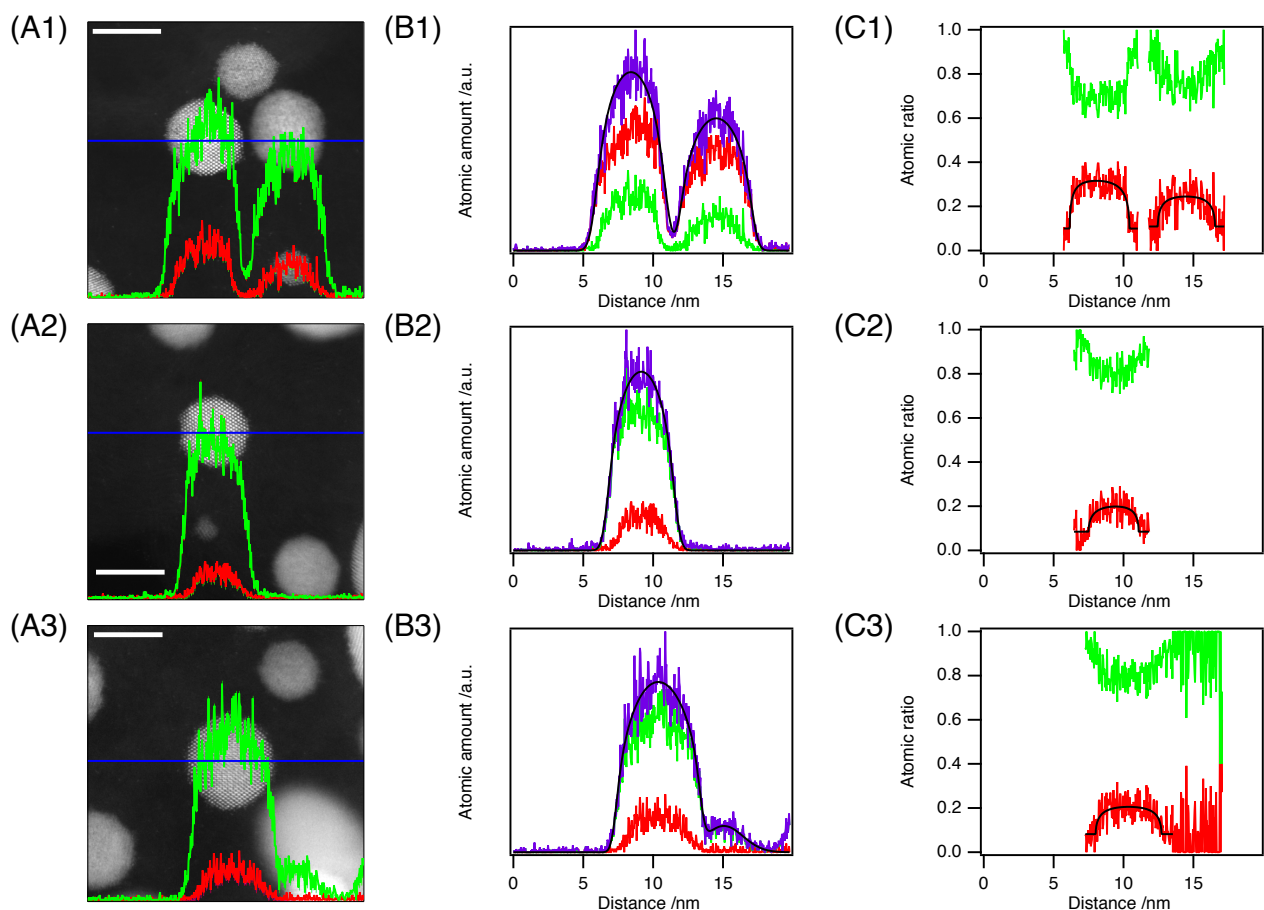 (A1) (B1) (C1)
Atomic amount /a.u.
0 5 10 15
Distance /nm
1.0
0.8
0.6
0.4
0.2
0.0
Atomic ratio
0 5 10 15
Distance /nm
(A2) (B2) (C2)
Atomic amount /a.u.
0 5 10 15
Distance /nm
1.0
0.8
0.6
0.4
0.2
0.0
Atomic ratio
0 5 10 15
Distance /nm
(A3) (B3) (C3)
Atomic amount /a.u.
0 5 10 15
Distance /nm
1.0
0.8
0.6
0.4
0.2
0.0
Atomic ratio
0 5 10 15
Distance /nm